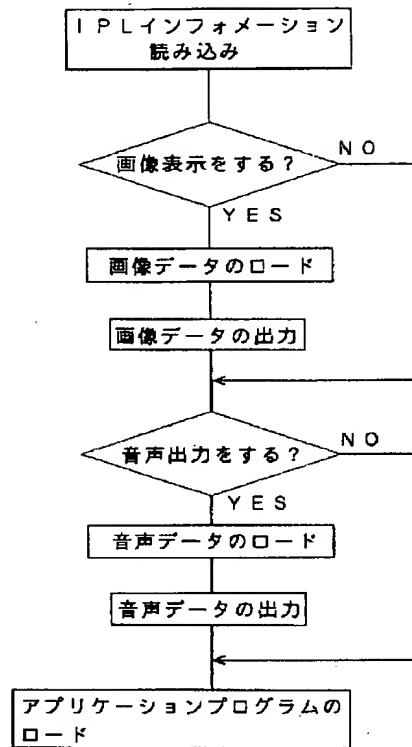 ＩＰＬインフォメーション
読み込み
画像表示をする？
ＮＯ
ＹＥＳ
画像データのロード
画像データの出力
音声出力をする？
ＮＯ
ＹＥＳ
音声データのロード
音声データの出力
アプリケーションプログラムの
ロード